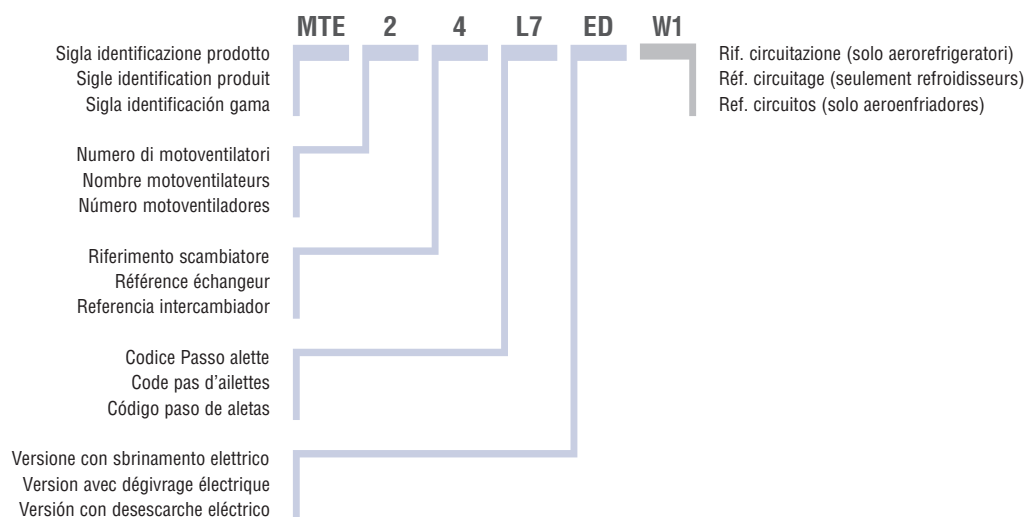 MTE 2 4 L7 ED W1
Sigla identificazione prodotto
Sigle identification produit
Sigla identificación gama
Rif. circuitazione (solo aerorefrigeratori)
Réf. circuitage (seulement refroidisseurs)
Ref. circuitos (solo aeroenfriadores)
Numero di motoventilatori
Nombre motoventilateurs
Número motoventiladores
Riferimento scambiatore
Référence échangeur
Referencia intercambiador
Codice Passo alette
Code pas d'ailettes
Código paso de aletas
Versione con sbrinamento elettrico
Version avec dégivrage électrique
Versión con desescarche eléctrico